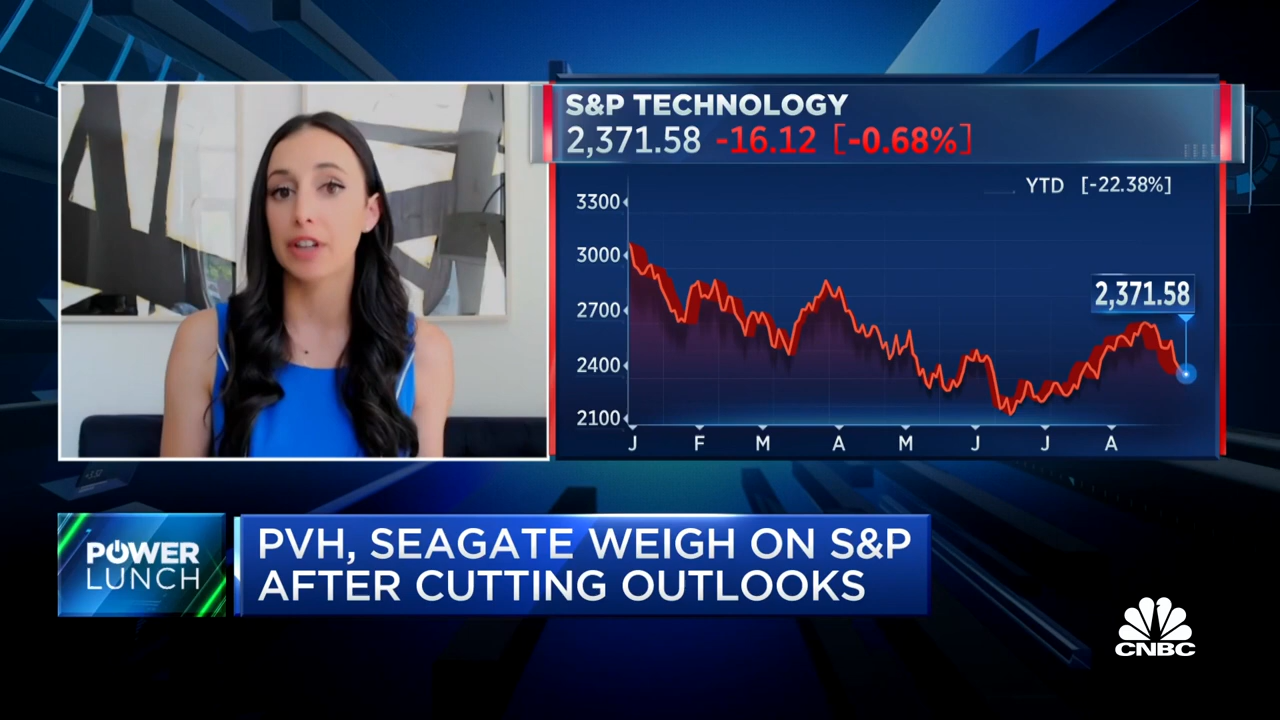 S&P TECHNOLOGY
2,371.58 -16.12 [-0.68%]
YTD [-22.38%]
3300
3000
2700
2400
2100
2,371.58
J F M A M J J A
POWER
LUNCH
PVH, SEAGATE WEIGH ON S&P
AFTER CUTTING OUTLOOKS
CNBC